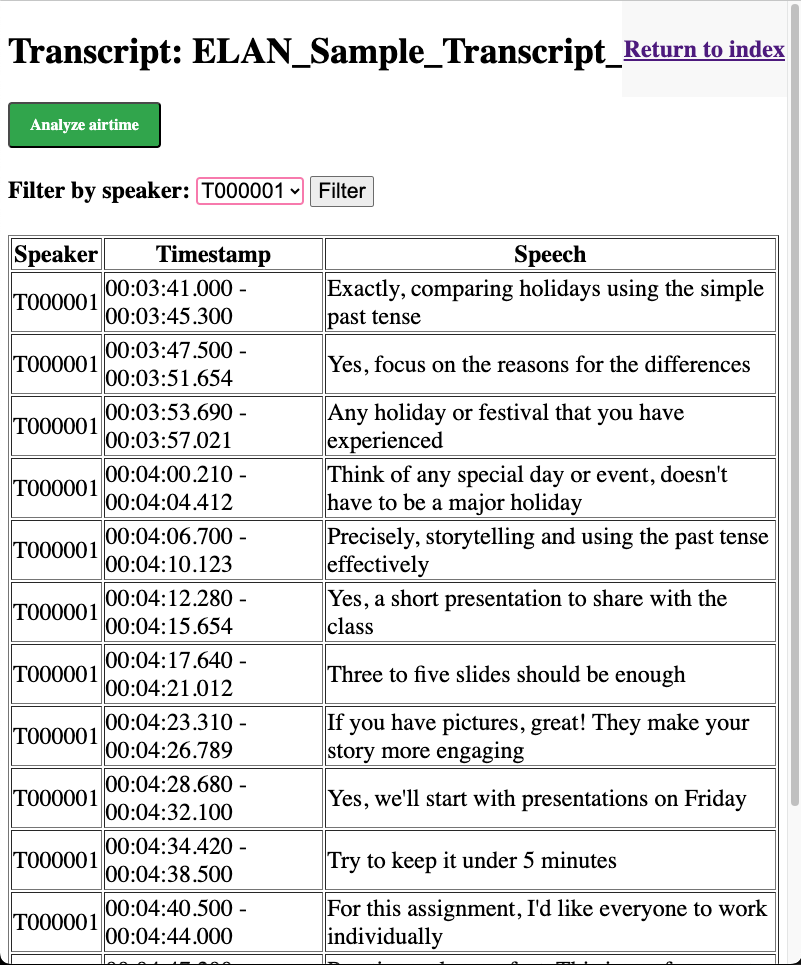 Transcript: ELAN_Sample_Transcript_
Return to index
Analyze airtime
Filter by speaker: T000001 Filter
Speaker Timestamp Speech
T000001 00:03:41.000 - 00:03:45.300 Exactly, comparing holidays using the simple past tense
T000001 00:03:47.500 - 00:03:51.654 Yes, focus on the reasons for the differences
T000001 00:03:53.690 - 00:03:57.021 Any holiday or festival that you have experienced
T000001 00:04:00.210 - 00:04:04.412 Think of any special day or event, doesn't have to be a major holiday
T000001 00:04:06.700 - 00:04:10.123 Precisely, storytelling and using the past tense effectively
T000001 00:04:12.280 - 00:04:15.654 Yes, a short presentation to share with the class
T000001 00:04:17.640 - 00:04:21.012 Three to five slides should be enough
T000001 00:04:23.310 - 00:04:26.789 If you have pictures, great! They make your story more engaging
T000001 00:04:28.680 - 00:04:32.100 Yes, we'll start with presentations on Friday
T000001 00:04:34.420 - 00:04:38.500 Try to keep it under 5 minutes
T000001 00:04:40.500 - 00:04:44.000 For this assignment, I'd like everyone to work individually